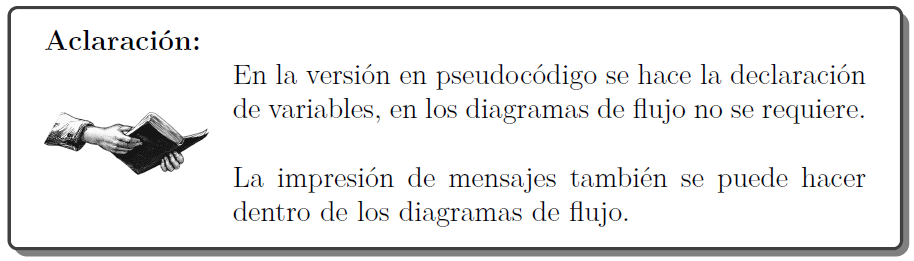 Aclaración:
En la versión en pseudocódigo se hace la declaración
de variables, en los diagramas de flujo no se requiere.
La impresión de mensajes también se puede hacer
dentro de los diagramas de flujo.